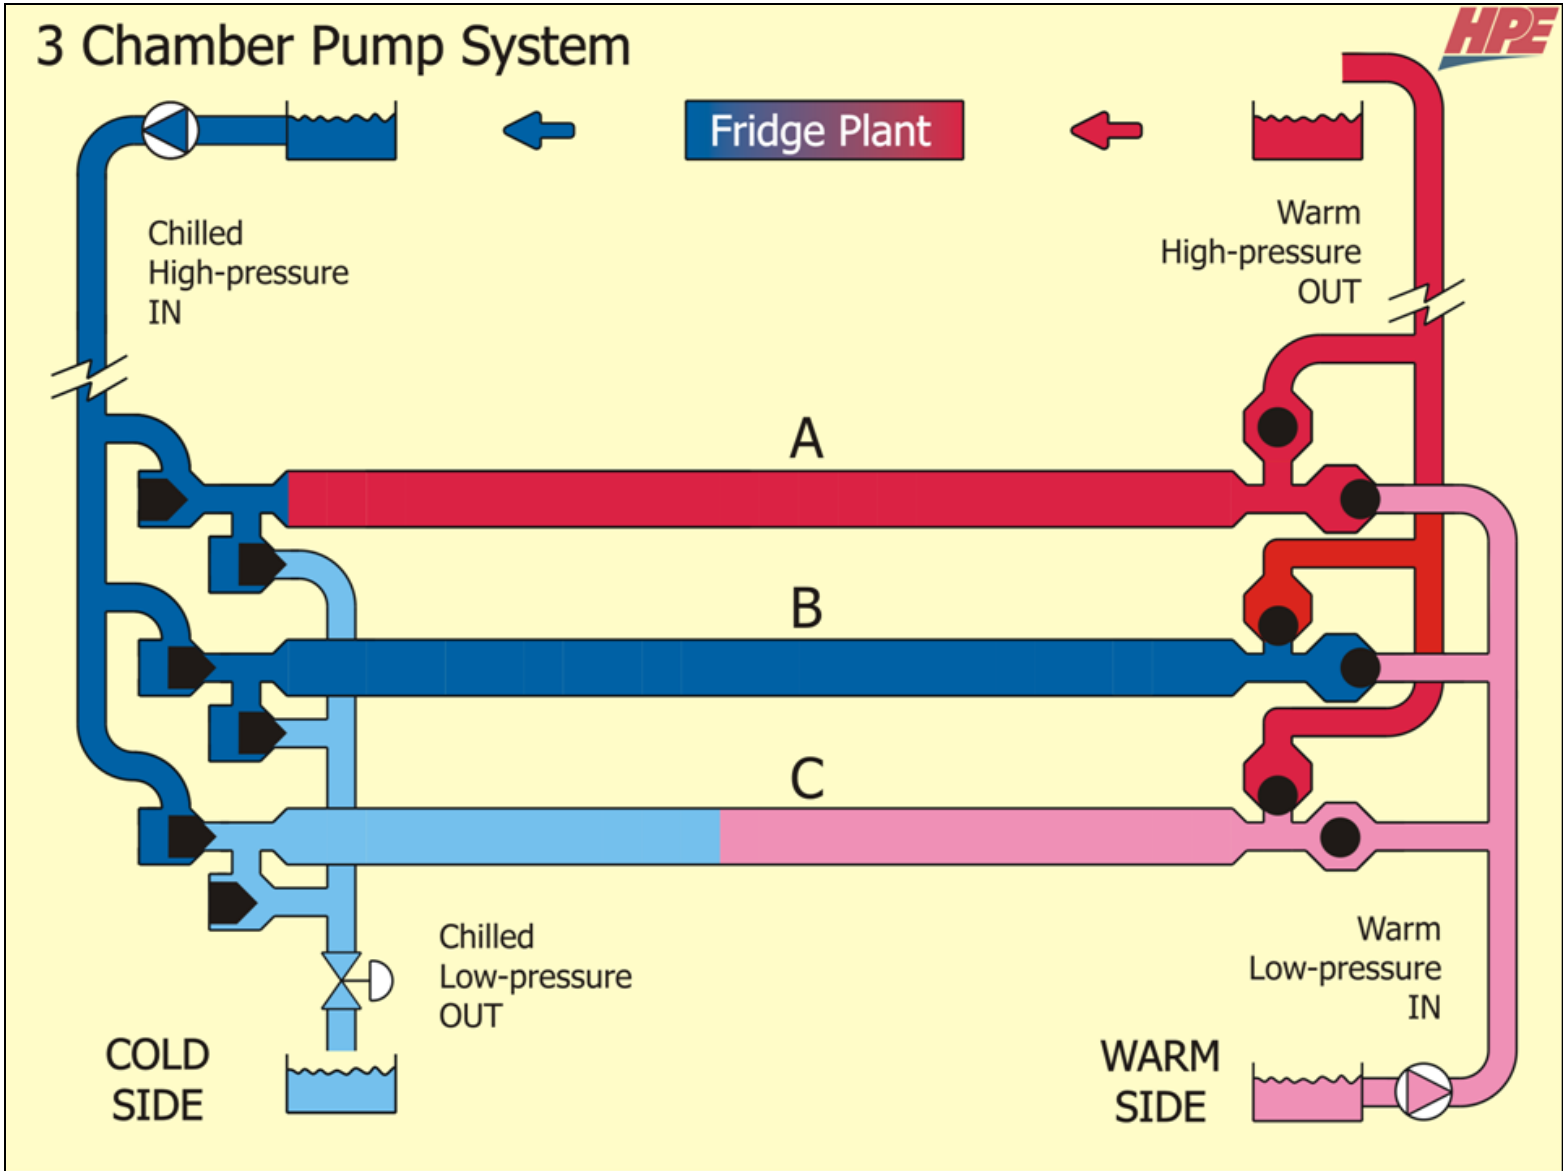 3 Chamber Pump System
HPE
Fridge Plant
Chilled
High-pressure
IN
Warm
High-pressure
OUT
A
B
C
Chilled
Low-pressure
OUT
Warm
Low-pressure
IN
COLD
SIDE
WARM
SIDE